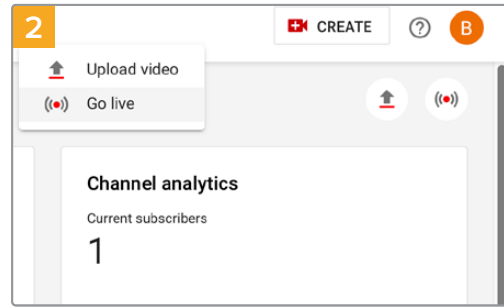 2
CREATE
?
B
Upload video
Go live
Channel analytics
Current subscribers
1